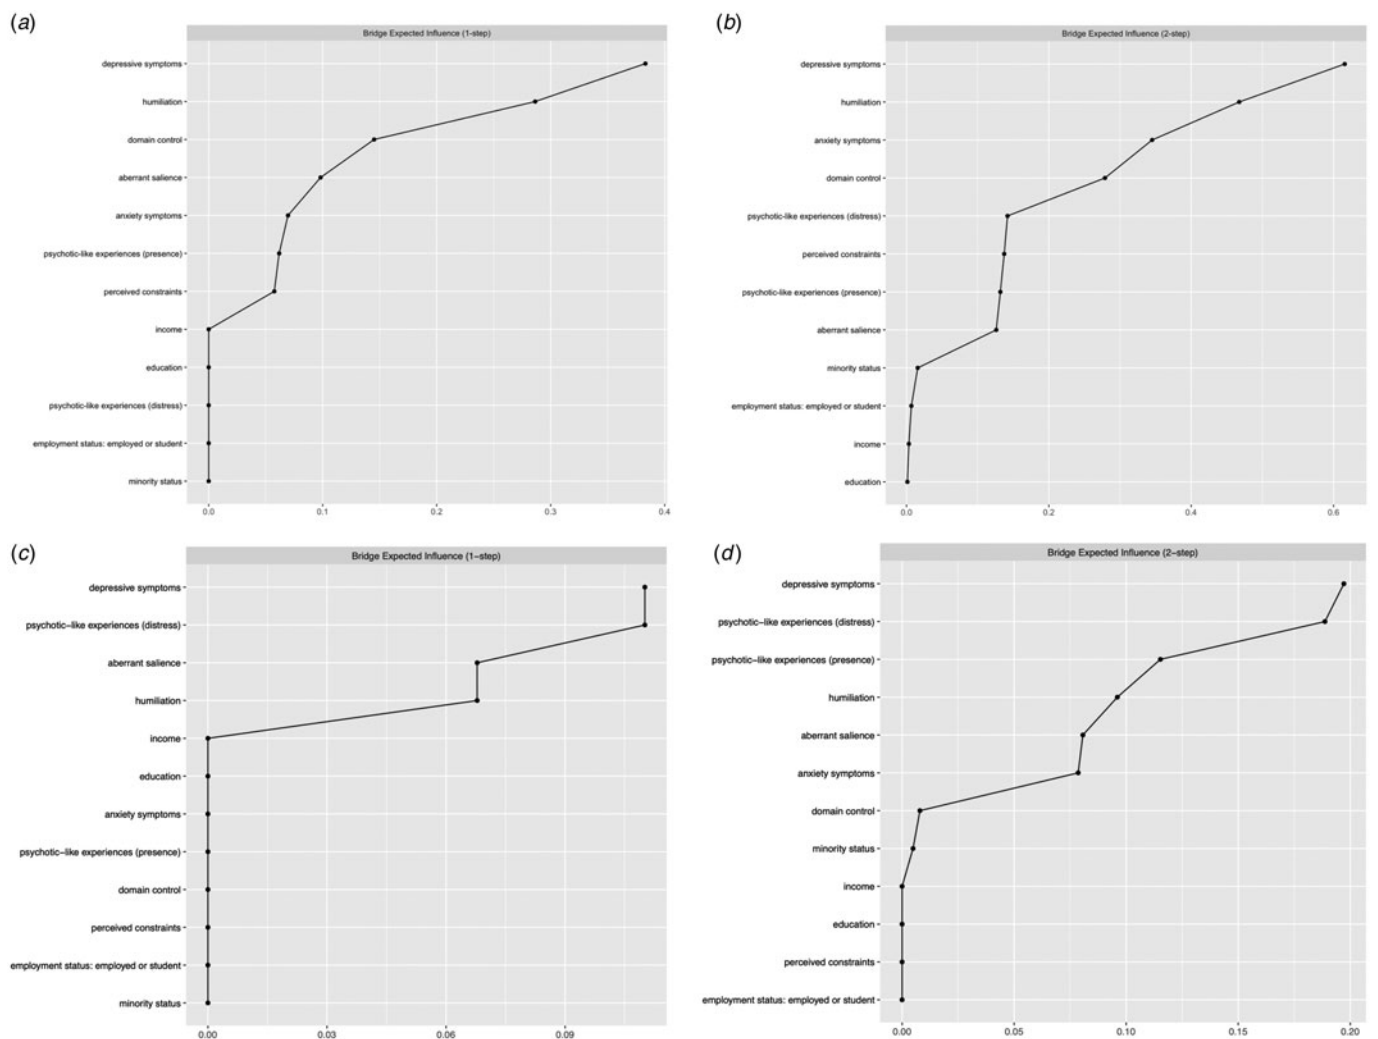 (a)
Bridge Expected Influence (1-step)
depressive symptoms
humiliation
domain control
aberrant salience
anxiety symptoms
psychotic-like experiences (presence)
perceived constraints
income
education
psychotic-like experiences (distress)
employment status: employed or student
minority status
0.0 0.1 0.2 0.3 0.4
(b)
Bridge Expected Influence (2-step)
depressive symptoms
humiliation
anxiety symptoms
domain control
psychotic-like experiences (distress)
perceived constraints
psychotic-like experiences (presence)
aberrant salience
minority status
employment status: employed or student
income
education
0.0 0.2 0.4 0.6
(c)
Bridge Expected Influence (1−step)
depressive symptoms
psychotic−like experiences (distress)
aberrant salience
humiliation
income
education
anxiety symptoms
psychotic−like experiences (presence)
domain control
perceived constraints
employment status: employed or student
minority status
0.00 0.03 0.06 0.09
(d)
Bridge Expected Influence (2−step)
depressive symptoms
psychotic−like experiences (distress)
psychotic−like experiences (presence)
humiliation
aberrant salience
anxiety symptoms
domain control
minority status
income
education
perceived constraints
employment status: employed or student
0.00 0.05 0.10 0.15 0.20